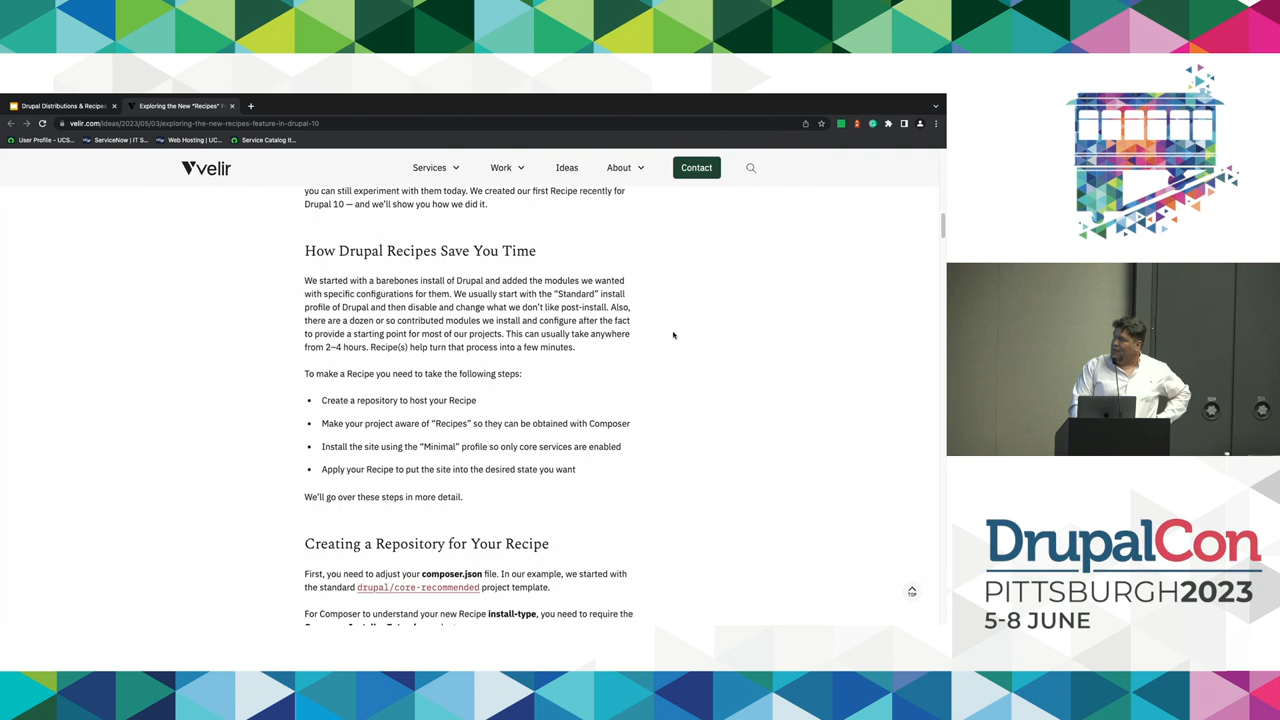 Drupal Distributions & Recipes
Exploring the New "Recipes" F
velir.com/ideas/2023/05/03/exploring-the-new-recipes-feature-in-drupal-10
User Profile - UCS...
ServiceNow | IT S...
Web Hosting | UC...
Service Catalog It...
velir
Services
Work
Ideas
About
Contact
you can still experiment with them today. We created our first Recipe recently for
Drupal 10 — and we’ll show you how we did it.
How Drupal Recipes Save You Time
We started with a barebones install of Drupal and added the modules we wanted
with specific configurations for them. We usually start with the “Standard” install
profile of Drupal and then disable and change what we don’t like post-install. Also,
there are a dozen or so contributed modules we install and configure after the fact
to provide a starting point for most of our projects. This can usually take anywhere
from 2–4 hours. Recipe(s) help turn that process into a few minutes.
To make a Recipe you need to take the following steps:
• Create a repository to host your Recipe
• Make your project aware of “Recipes” so they can be obtained with Composer
• Install the site using the “Minimal” profile so only core services are enabled
• Apply your Recipe to put the site into the desired state you want
We’ll go over these steps in more detail.
Creating a Repository for Your Recipe
First, you need to adjust your composer.json file. In our example, we started with
the standard drupal/core-recommended project template.
For Composer to understand your new Recipe install-type, you need to require the
TOP
DrupalCon
PITTSBURGH2023
5-8 JUNE